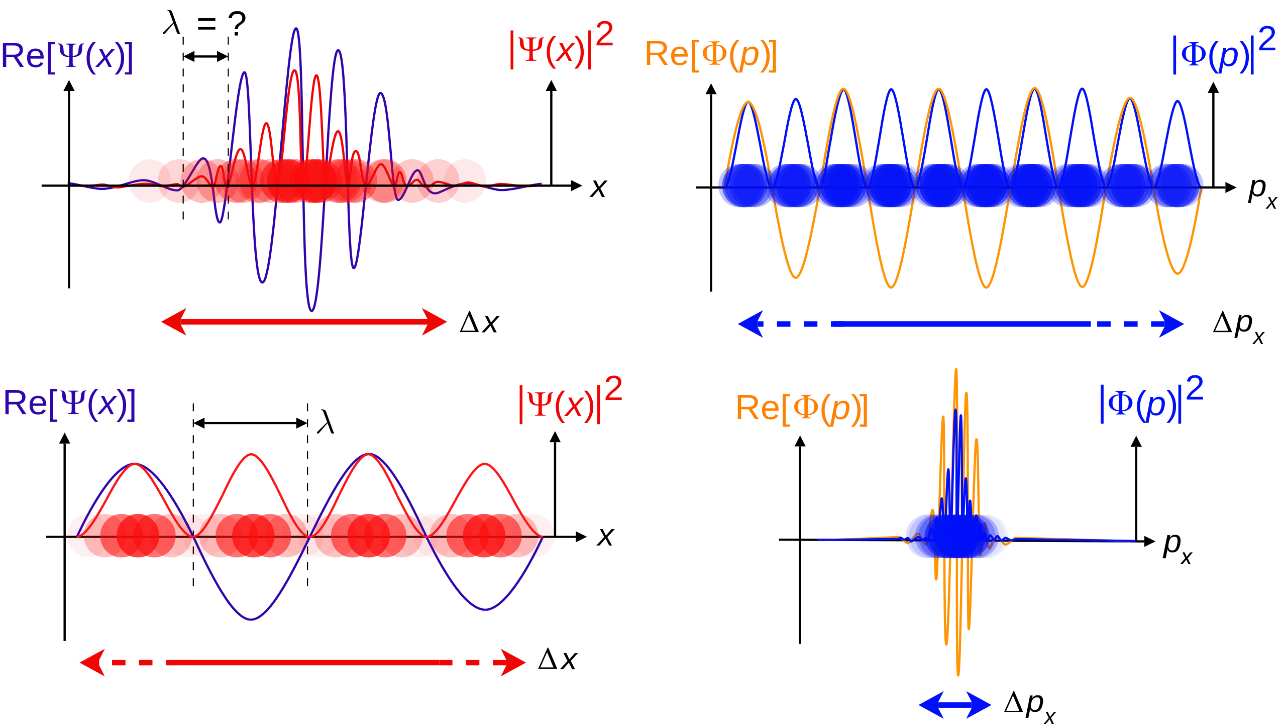 λ = ?
Re[Ψ(x)]
|Ψ(x)|²
x
Δx
Re[Φ(p)]
|Φ(p)|²
pₓ
Δpₓ
Re[Ψ(x)]
λ
|Ψ(x)|²
x
Δx
Re[Φ(p)]
|Φ(p)|²
pₓ
Δpₓ